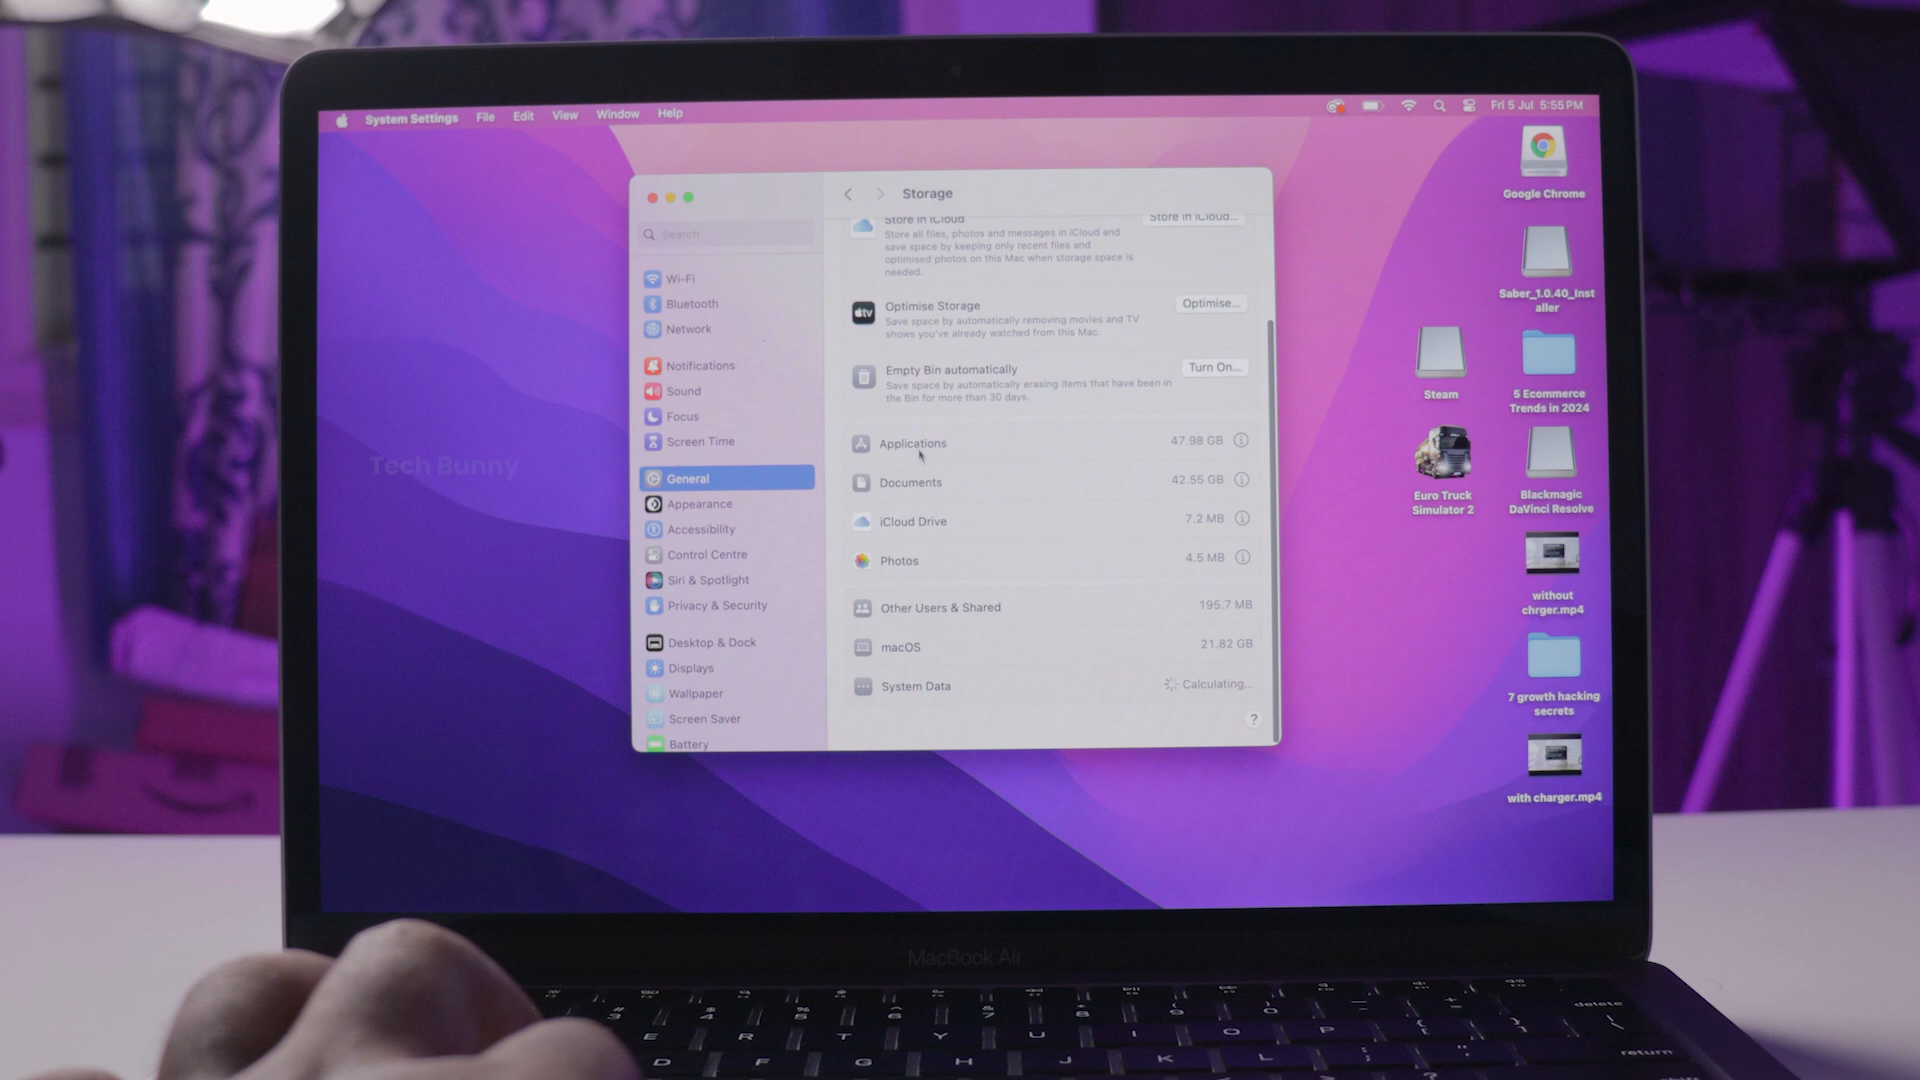 System Settings File Edit View Window Help
Fri 5 Jul 5:55 PM
Search
Wi-Fi
Bluetooth
Network
Notifications
Sound
Focus
Screen Time
General
Appearance
Accessibility
Control Centre
Siri & Spotlight
Privacy & Security
Desktop & Dock
Displays
Wallpaper
Screen Saver
Battery
Storage
Store in iCloud
Store in iCloud...
Store all files, photos and messages in iCloud and
save space by keeping only recent files and
optimised photos on this Mac when storage space is
needed.
tv
Optimise Storage
Optimise...
Save space by automatically removing movies and TV
shows you've already watched from this Mac.
Empty Bin automatically
Turn On...
Save space by automatically erasing items that have been in
the Bin for more than 30 days.
Applications 47.98 GB
Documents 42.55 GB
iCloud Drive 7.2 MB
Photos 4.5 MB
Other Users & Shared 195.7 MB
macOS 21.82 GB
System Data Calculating...
?
Google Chrome
Saber_1.0.40_Inst
aller
Steam
5 Ecommerce
Trends in 2024
Euro Truck
Simulator 2
Blackmagic
DaVinci Resolve
without
chrger.mp4
7 growth hacking
secrets
with charger.mp4
Tech Bunny
MacBook Air
delete
E R T Y U I O P
return
D F G H J K L